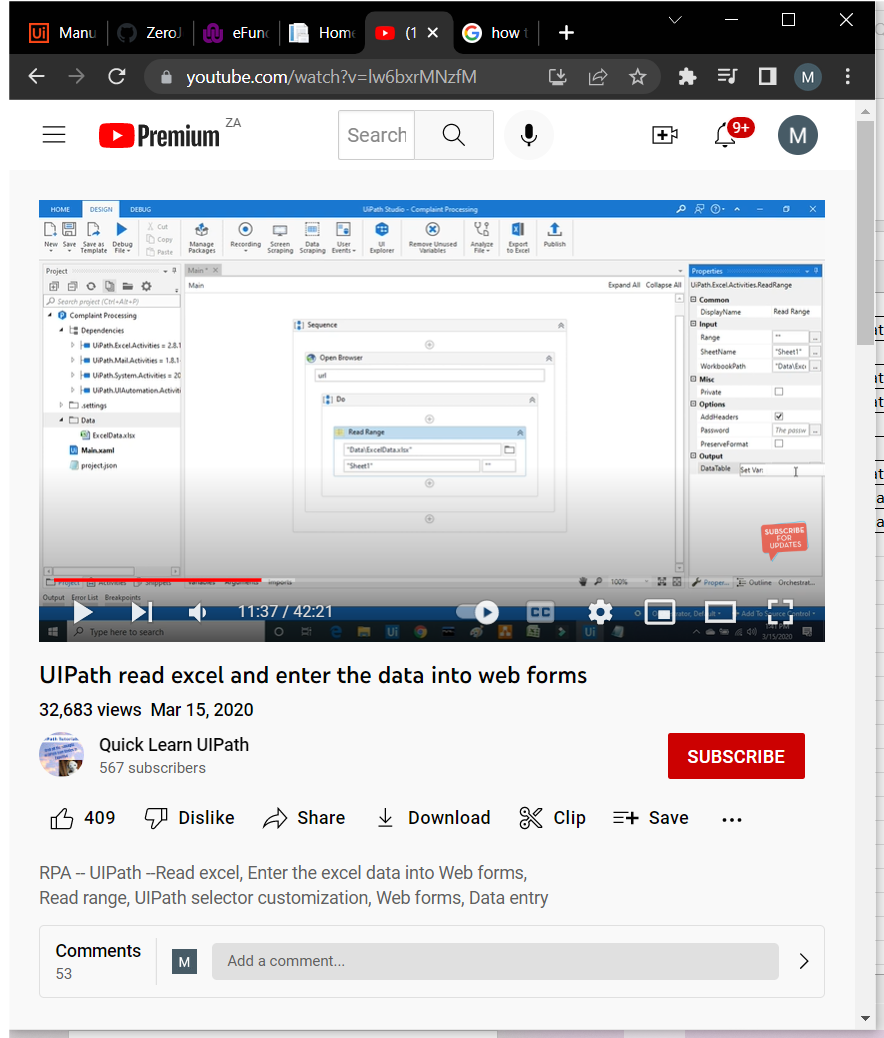 Manu
ZeroJ
eFunc
Home
(1
how t
youtube.com/watch?v=lw6bxrMNzfM
M
Premium
ZA
Search
9+
M
HOME DESIGN DEBUG
UiPath Studio - Complaint Processing
New Save Save as Template Debug File
Cut
Copy
Paste
Manage Packages
Recording
Screen Scraping
Data Scraping
User Events
UI Explorer
Remove Unused Variables
Analyze File
Export to Excel
Publish
Project
Search project (Ctrl+Alt+P)
Complaint Processing
Dependencies
UiPath.Excel.Activities = 2.8.1
UiPath.Mail.Activities = 1.8.1
UiPath.System.Activities = 20
UiPath.UIAutomation.Activiti
.settings
Data
ExcelData.xlsx
Main.xaml
project.json
Main *
Main
Expand All Collapse All
Sequence
Open Browser
url
Do
Read Range
"Data\ExcelData.xlsx"
"Sheet1" ""
Properties
UiPath.Excel.Activities.ReadRange
Common
DisplayName Read Range
Input
Range ""
SheetName "Sheet1"
WorkbookPath "Data\Exce
Misc
Private
Options
AddHeaders
Password The passw
PreserveFormat
Output
DataTable Set Var:
SUBSCRIBE
FOR
UPDATES
Project Activities Snippets
Variables Arguments Imports
100%
Proper... Outline Orchestrat...
Output Error List Breakpoints
11:37 / 42:21
CC
Add To Source Control
Type here to search
3/15/2020
UIPath read excel and enter the data into web forms
32,683 views Mar 15, 2020
Quick Learn UIPath
567 subscribers
SUBSCRIBE
409 Dislike Share Download Clip Save ...
RPA -- UIPath --Read excel, Enter the excel data into Web forms,
Read range, UIPath selector customization, Web forms, Data entry
Comments
53
M
Add a comment...